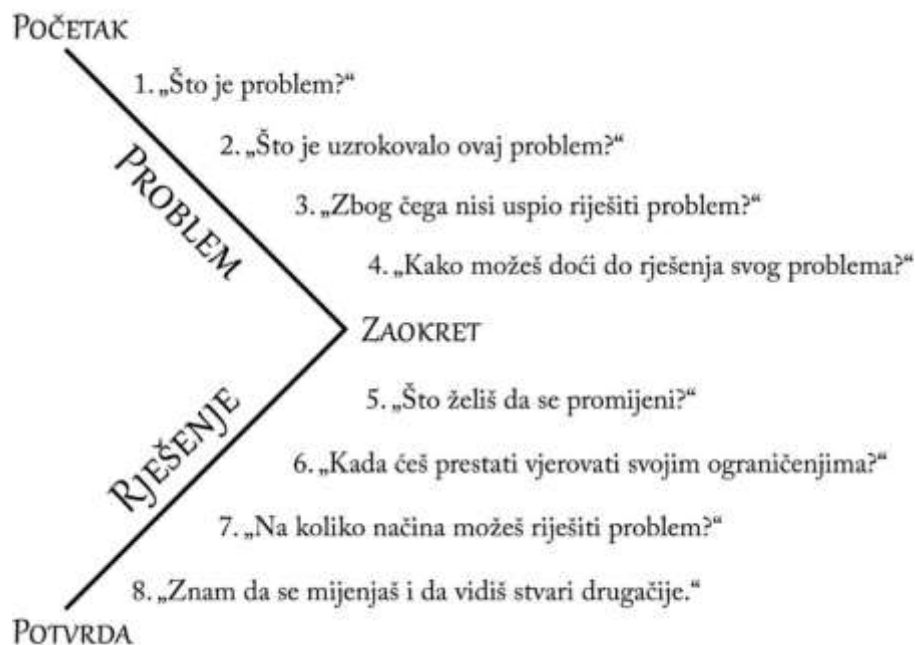 Početak
1. „Što je problem?“
2. „Što je uzrokovalo ovaj problem?“
Problem
3. „Zbog čega nisi uspio riješiti problem?“
4. „Kako možeš doći do rješenja svog problema?“
Zaokret
5. „Što želiš da se promijeni?“
Rješenje
6. „Kada ćeš prestati vjerovati svojim ograničenjima?“
7. „Na koliko načina možeš riješiti problem?“
8. „Znam da se mijenjaš i da vidiš stvari drugačije.“
Potvrda